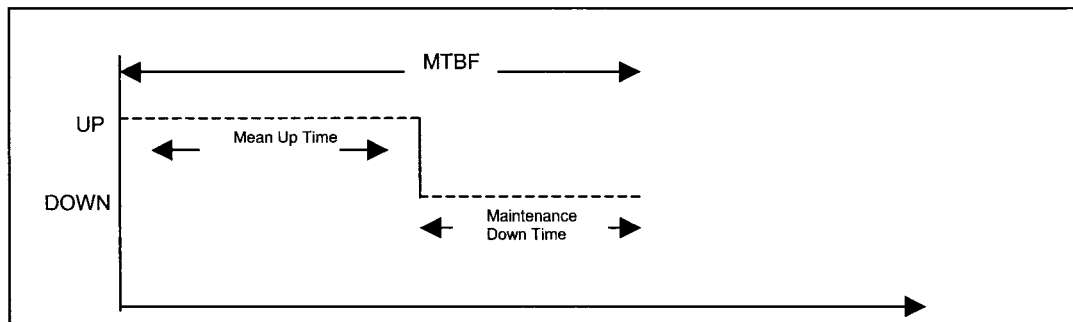 MTBF
UP
Mean Up Time
DOWN
Maintenance
Down Time